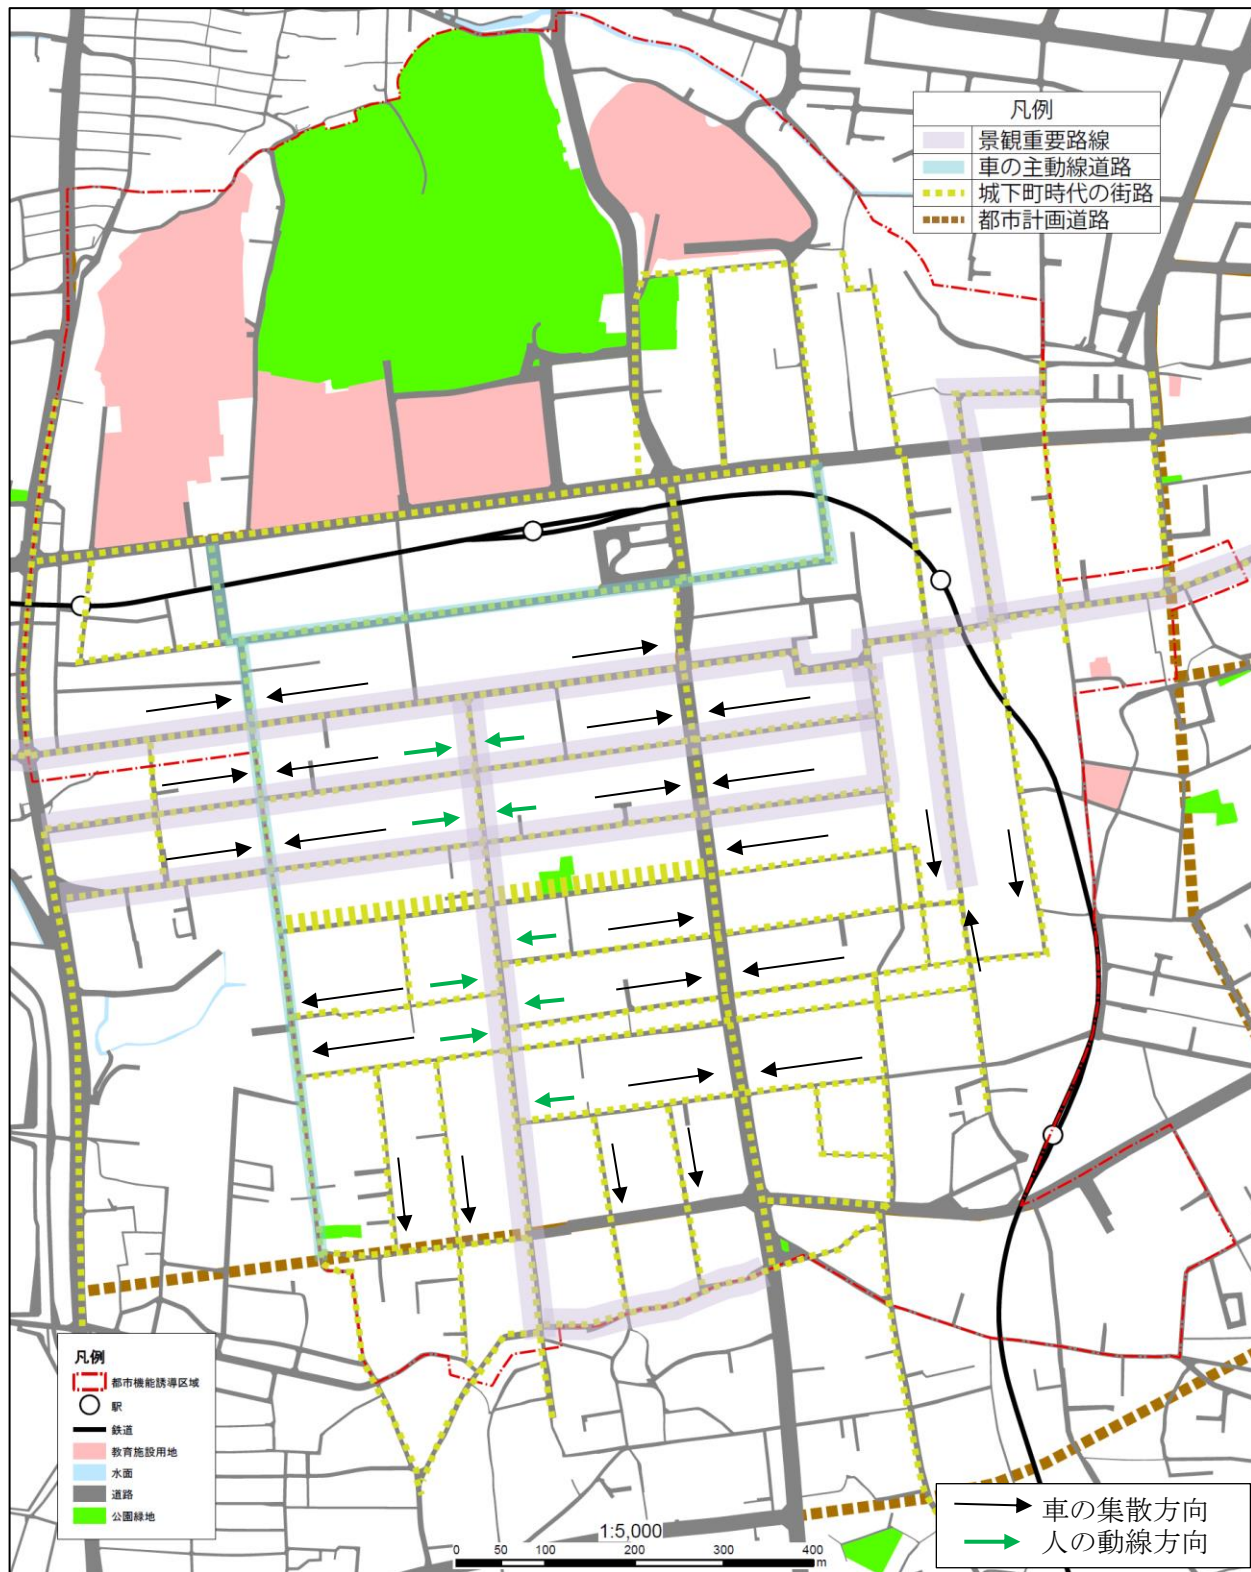 凡例
景観重要路線
車の主動線道路
城下町時代の街路
都市計画道路
凡例
都市機能誘導区域
駅
鉄道
教育施設用地
水面
道路
公園緑地
1:5,000
0 50 100 200 300 400
m
車の集散方向
人の動線方向